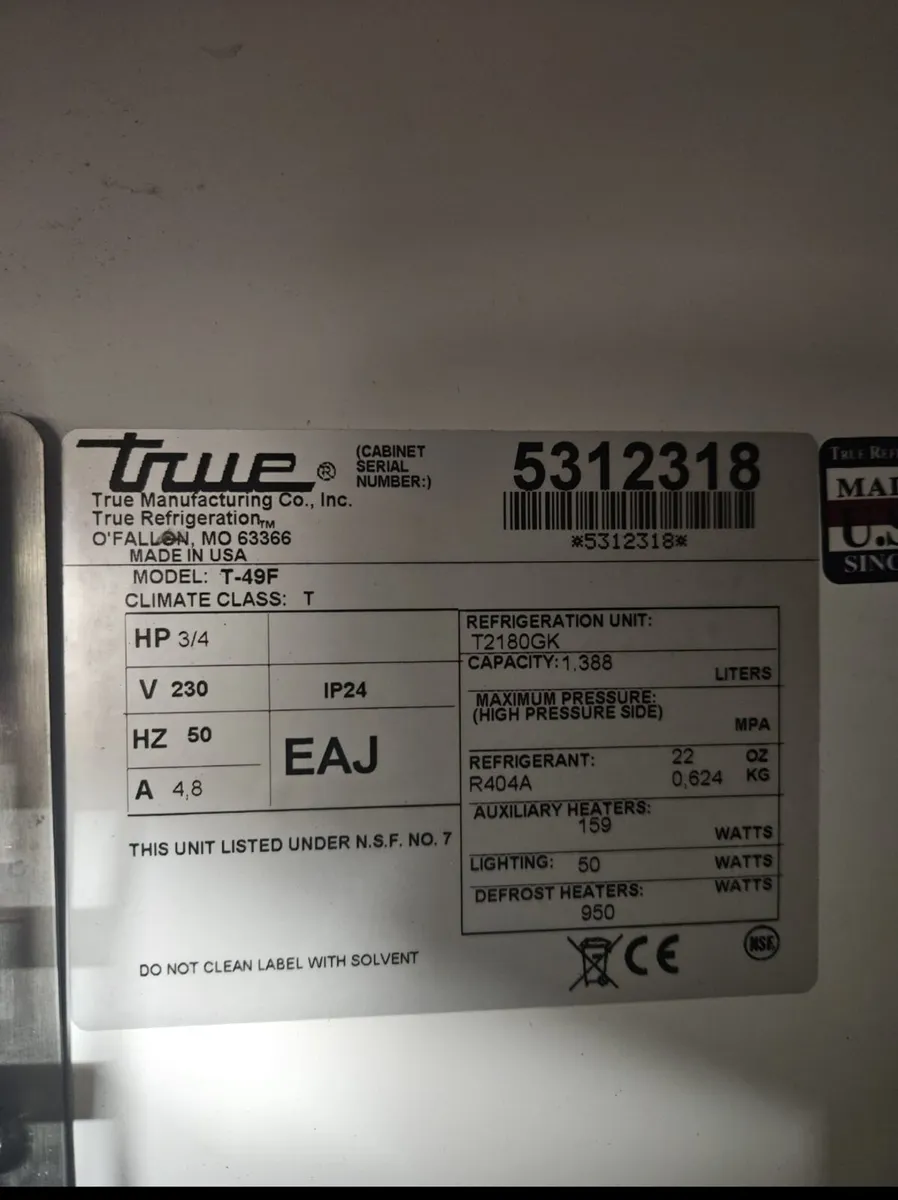 true®
(CABINET
SERIAL
NUMBER:)
5312318
*5312318*
True Manufacturing Co., Inc.
True Refrigeration™
O'FALLON, MO 63366
MADE IN USA
MODEL: T-49F
CLIMATE CLASS: T
HP 3/4
V 230
IP24
HZ 50
EAJ
A 4,8
THIS UNIT LISTED UNDER N.S.F. NO. 7
DO NOT CLEAN LABEL WITH SOLVENT
REFRIGERATION UNIT:
T2180GK
CAPACITY: 1,388
LITERS
MAXIMUM PRESSURE:
(HIGH PRESSURE SIDE)
MPA
REFRIGERANT: 22 OZ
R404A 0,624 KG
AUXILIARY HEATERS:
159 WATTS
LIGHTING: 50 WATTS
DEFROST HEATERS: WATTS
950
CE
NSF
TRUE
U.S